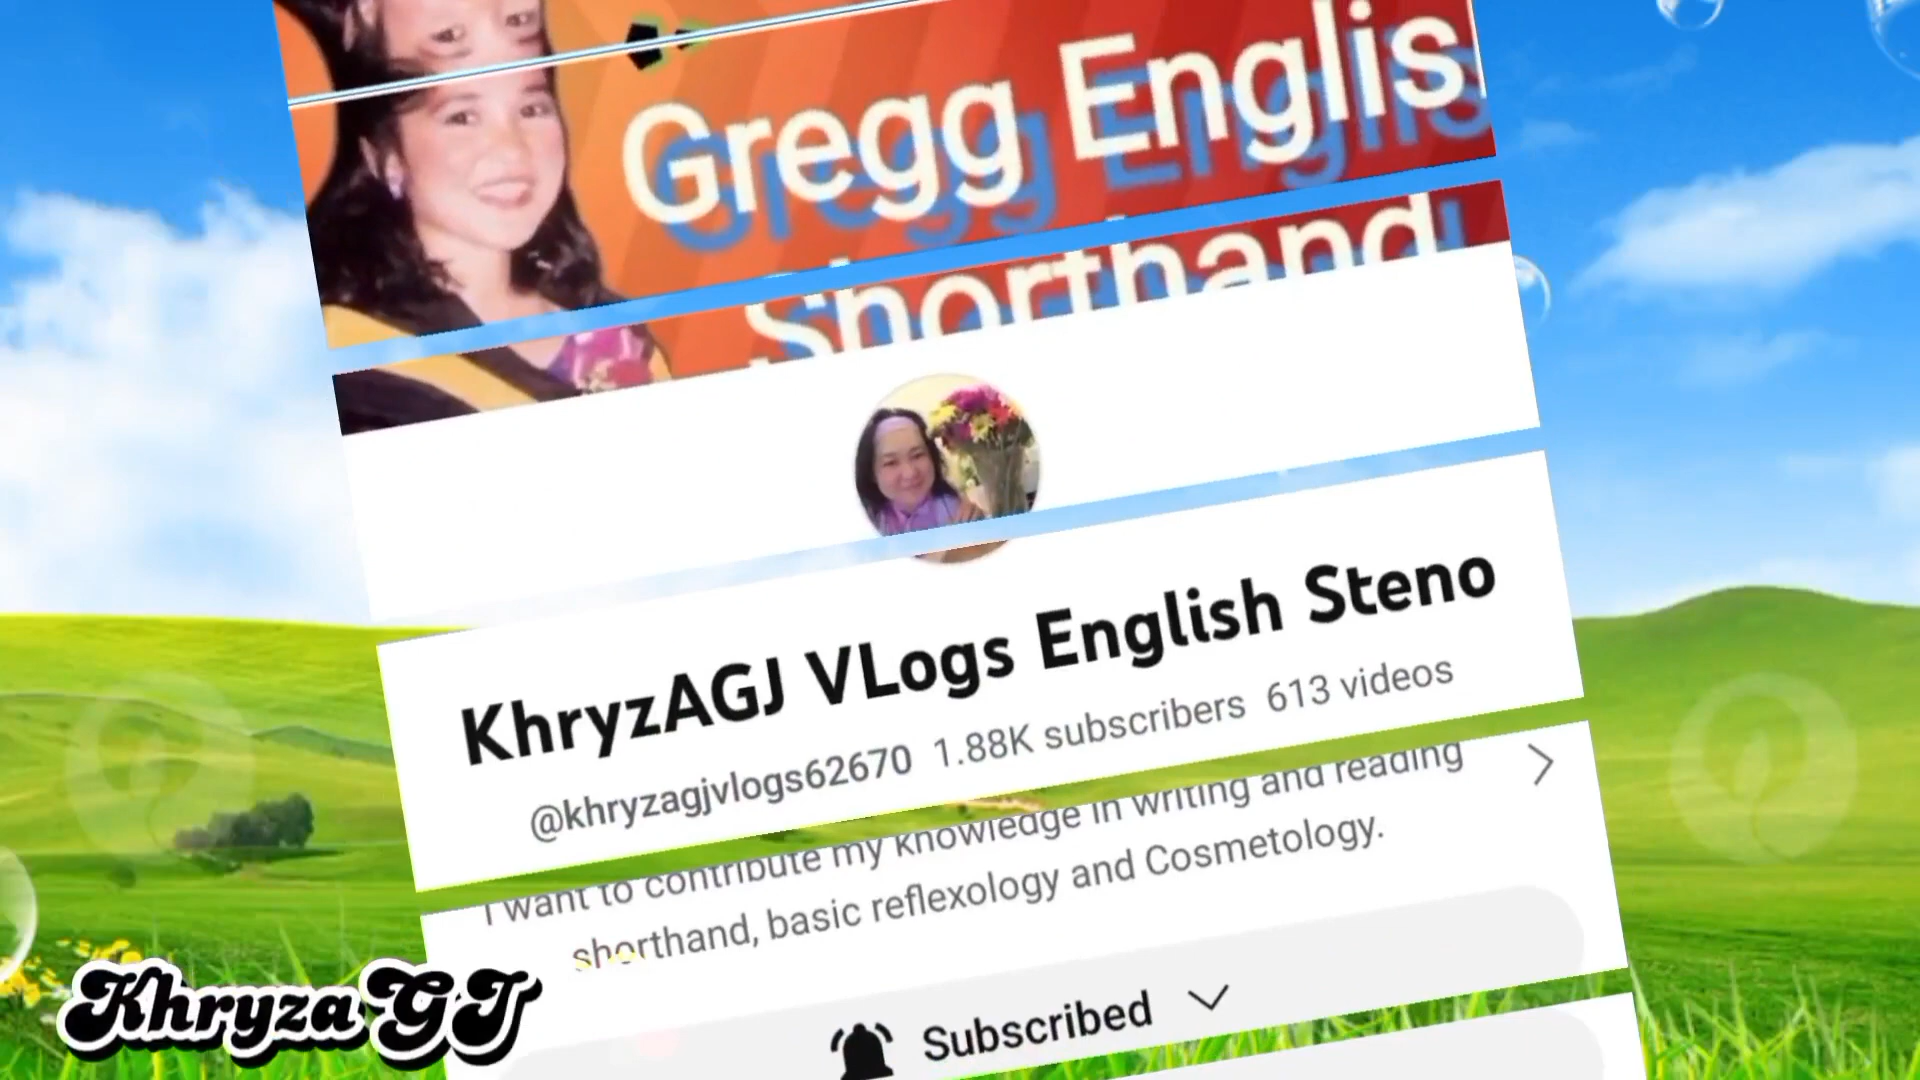 Gregg Englis
Shorthand
KhryzAGJ VLogs English Steno
@khryzagjvlogs62670 1.88K subscribers 613 videos
I want to contribute my knowledge in writing and reading
shorthand, basic reflexology and Cosmetology.
Subscribed
Khryza GJ